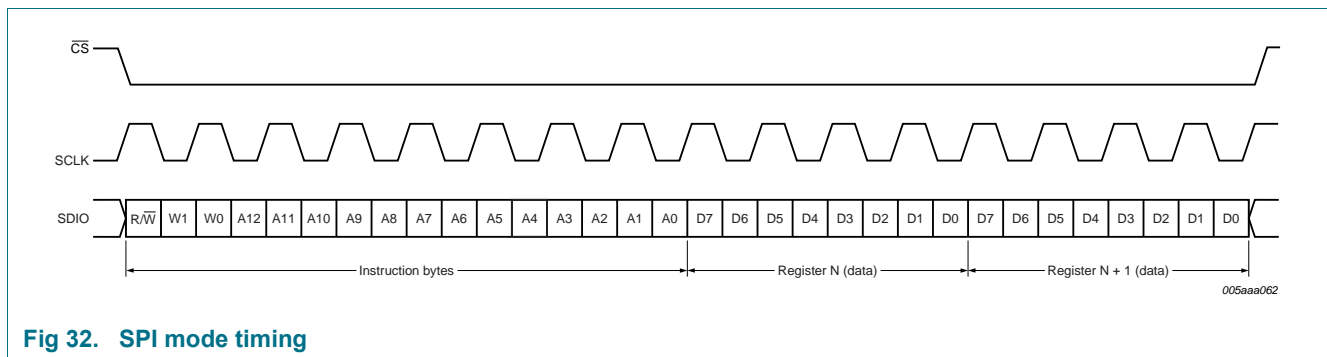 CS
SCLK
SDIO R/W W1 W0 A12 A11 A10 A9 A8 A7 A6 A5 A4 A3 A2 A1 A0 D7 D6 D5 D4 D3 D2 D1 D0 D7 D6 D5 D4 D3 D2 D1 D0
Instruction bytes Register N (data) Register N + 1 (data)
005aaa062
Fig 32. SPI mode timing